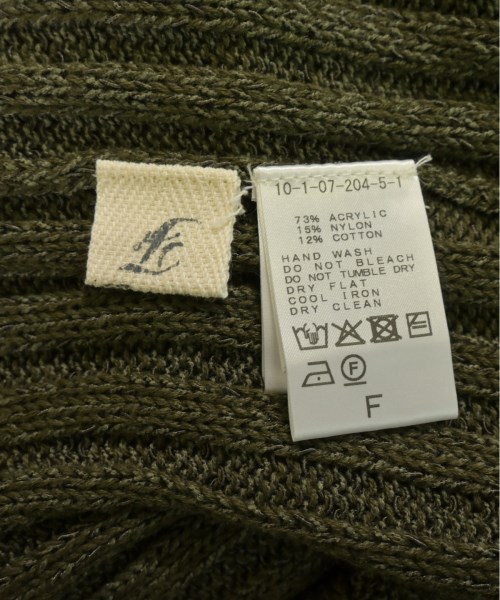 10-1-07-204-5-1
73% ACRYLIC
15% NYLON
12% COTTON
HAND WASH
DO NOT BLEACH
DO NOT TUMBLE DRY
DRY FLAT
COOL IRON
DRY CLEAN
F
F